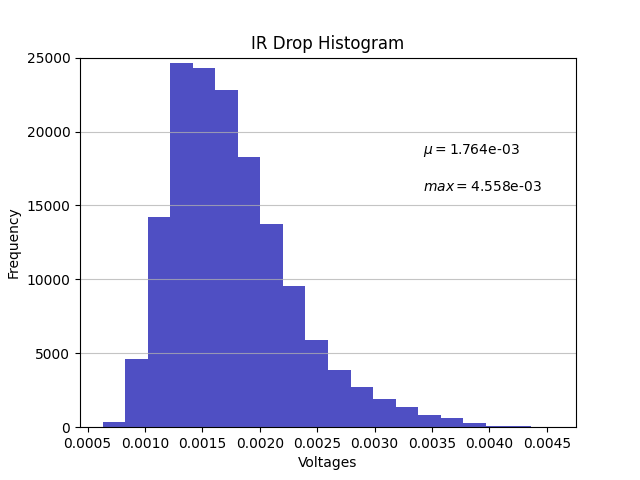 IR Drop Histogram
25000
20000
15000
10000
5000
0
Frequency
μ = 1.764e-03
max = 4.558e-03
0.0005 0.0010 0.0015 0.0020 0.0025 0.0030 0.0035 0.0040 0.0045
Voltages